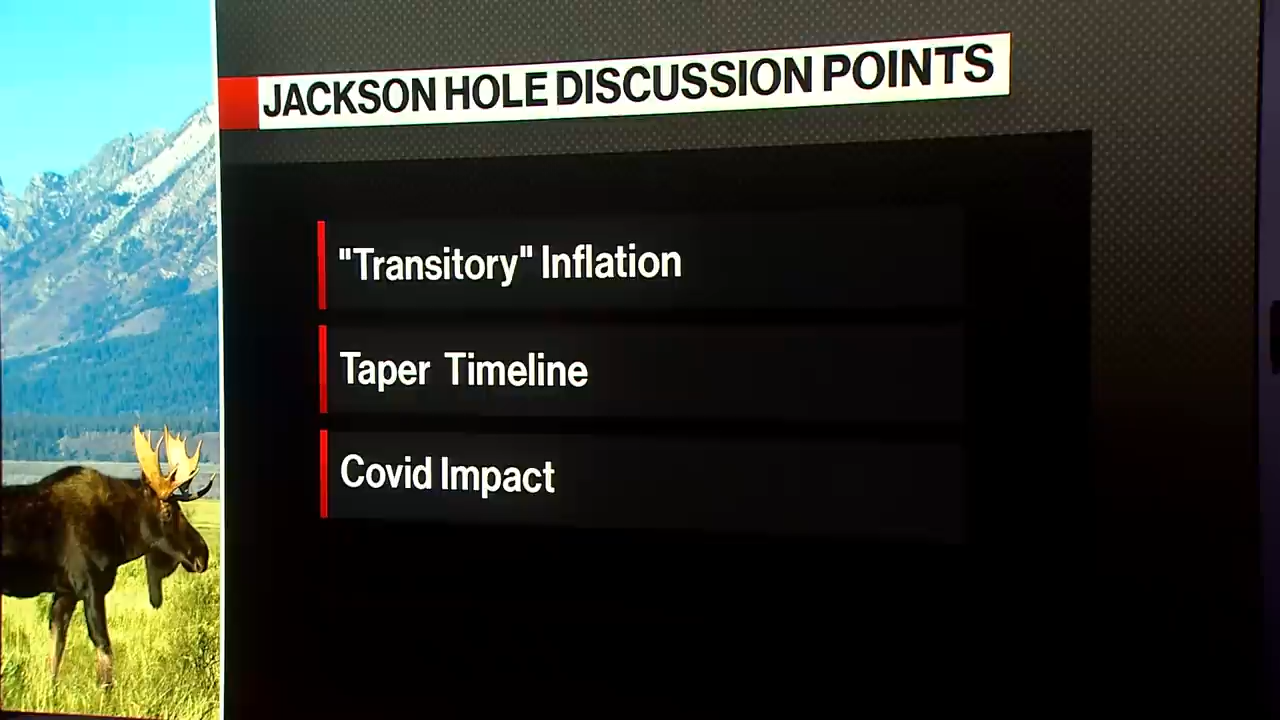 JACKSON HOLE DISCUSSION POINTS
"Transitory" Inflation
Taper Timeline
Covid Impact